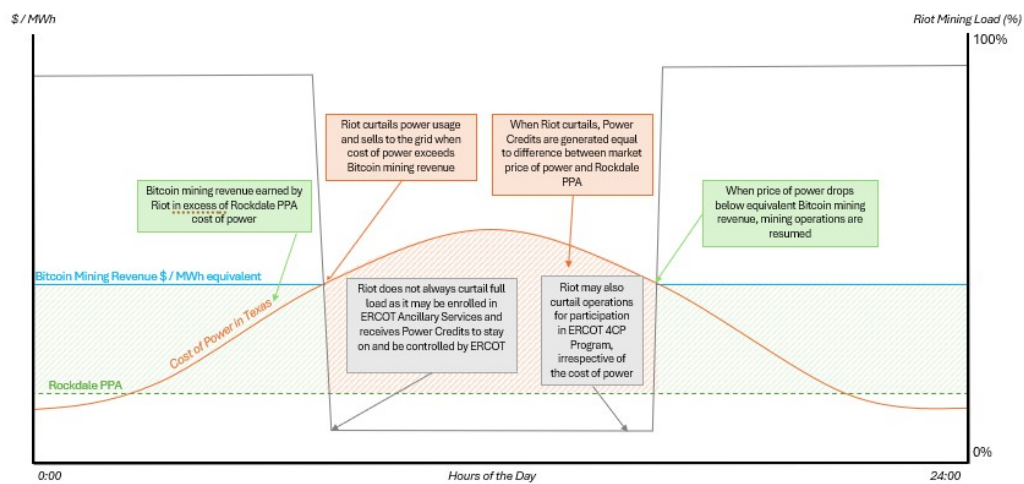 $ / MWh
Riot Mining Load (%)
100%
Riot curtails power usage
and sells to the grid when
cost of power exceeds
Bitcoin mining revenue
When Riot curtails, Power
Credits are generated equal
to difference between market
price of power and Rockdale
PPA
Bitcoin mining revenue earned by
Riot in excess of Rockdale PPA
cost of power
When price of power drops
below equivalent Bitcoin mining
revenue, mining operations are
resumed
Bitcoin Mining Revenue $ / MWh equivalent
Cost of Power in Texas
Riot does not always curtail full
load as it may be enrolled in
ERCOT Ancillary Services and
receives Power Credits to stay
on and be controlled by ERCOT
Riot may also
curtail operations
for participation
in ERCOT 4CP
Program,
irrespective of
the cost of power
Rockdale PPA
0%
0:00
Hours of the Day
24:00